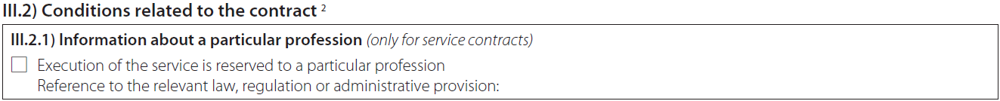 III.2) Conditions related to the contract 2
III.2.1) Information about a particular profession (only for service contracts)
Execution of the service is reserved to a particular profession
Reference to the relevant law, regulation or administrative provision: